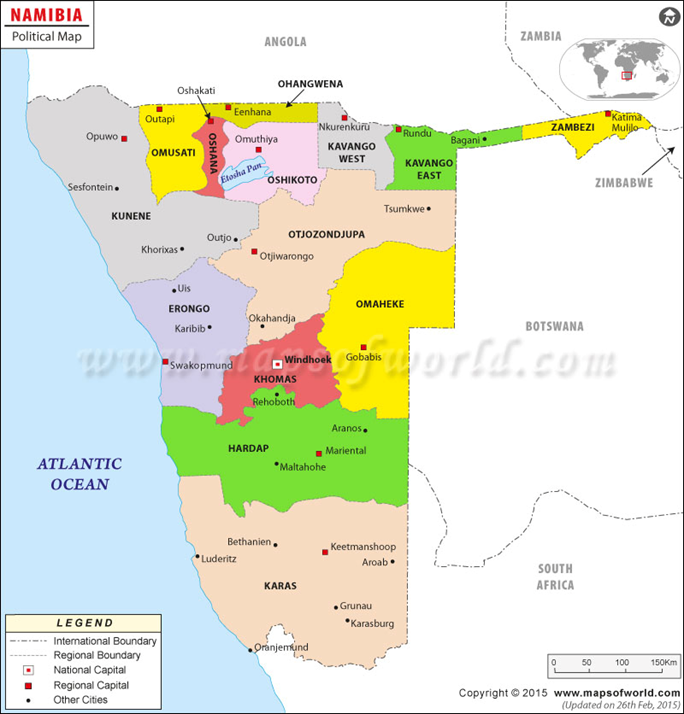 NAMIBIA
Political Map
ANGOLA
ZAMBIA
N
OHANGWENA
Oshakati
Outapi
Eenhana
Opuwo
OMUSATI
OSHANA
Omuthiya
Etosha Pan
OSHIKOTO
Nkurenkuru
KAVANGO
WEST
Rundu
KAVANGO
EAST
Bagani
ZAMBEZI
Katima
Mulilo
ZIMBABWE
Sesfontein
KUNENE
Tsumkwe
Khorixas
Outjo
OTJOZONDJUPA
Otjiwarongo
Uis
ERONGO
Karibib
Okahandja
OMAHEKE
BOTSWANA
www.mapsofworld.com
Swakopmund
Windhoek
KHOMAS
Gobabis
Rehoboth
Aranos
HARDAP
Mariental
Maltahohe
ATLANTIC
OCEAN
Bethanien
Keetmanshoop
Luderitz
Aroab
SOUTH
AFRICA
KARAS
Grunau
Karasburg
Oranjemund
LEGEND
International Boundary
Regional Boundary
National Capital
Regional Capital
Other Cities
0 50 100 150Km
Copyright © 2015 www.mapsofworld.com
(Updated on 26th Feb, 2015)